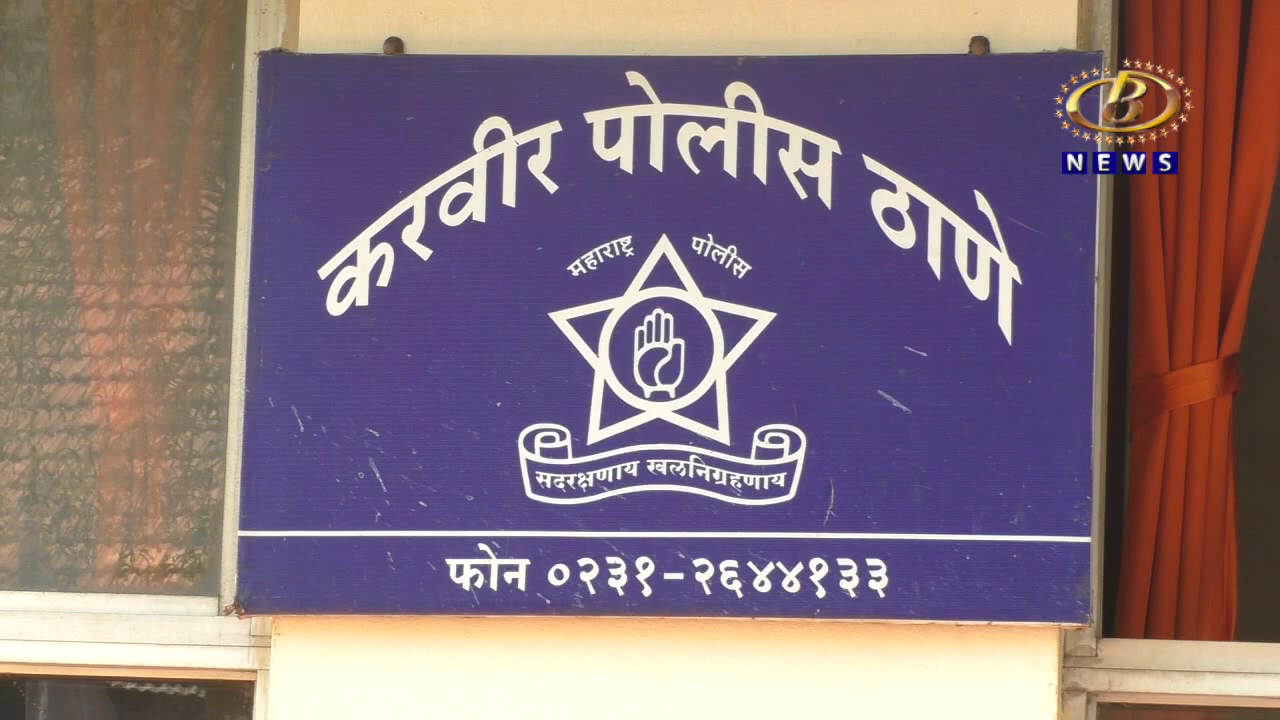 करवीर पोलीस ठाणे
महाराष्ट्र पोलीस
सदरक्षणाय खलनिग्रहणाय
फोन ०२३१-२६४४१३३
B
NEWS